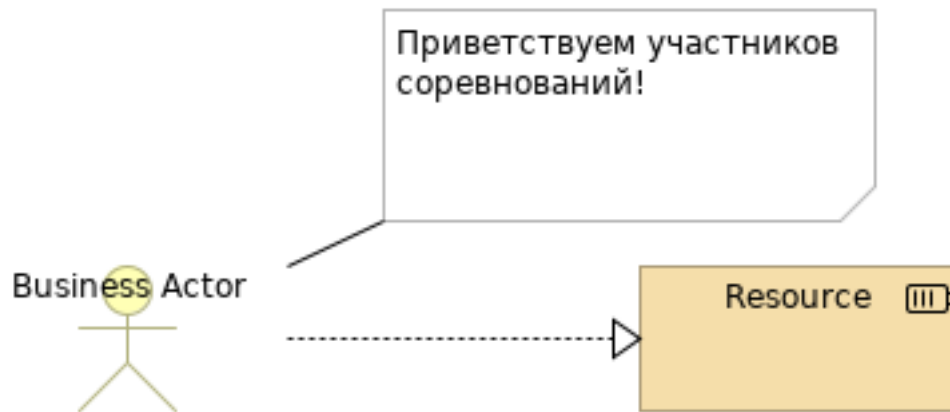 Приветствуем участников
соревнований!
Business Actor
Resource